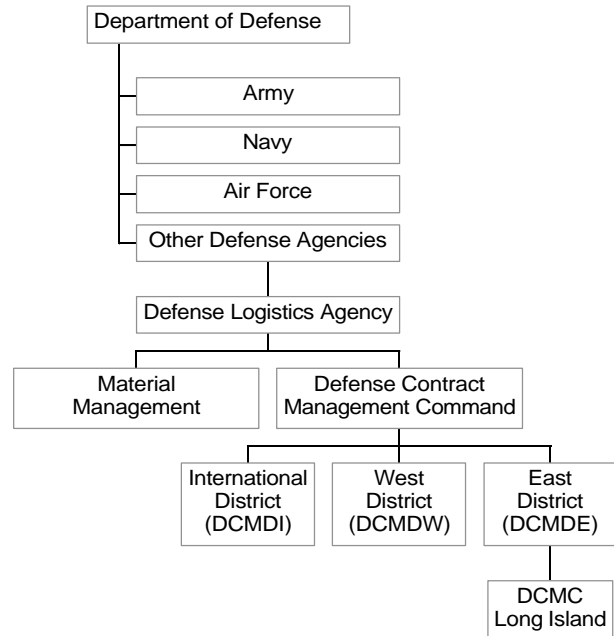 Department of Defense
Army
Navy
Air Force
Other Defense Agencies
Defense Logistics Agency
Material
Management
Defense Contract
Management Command
International
District
(DCMDI)
West
District
(DCMDW)
East
District
(DCMDE)
DCMC
Long Island